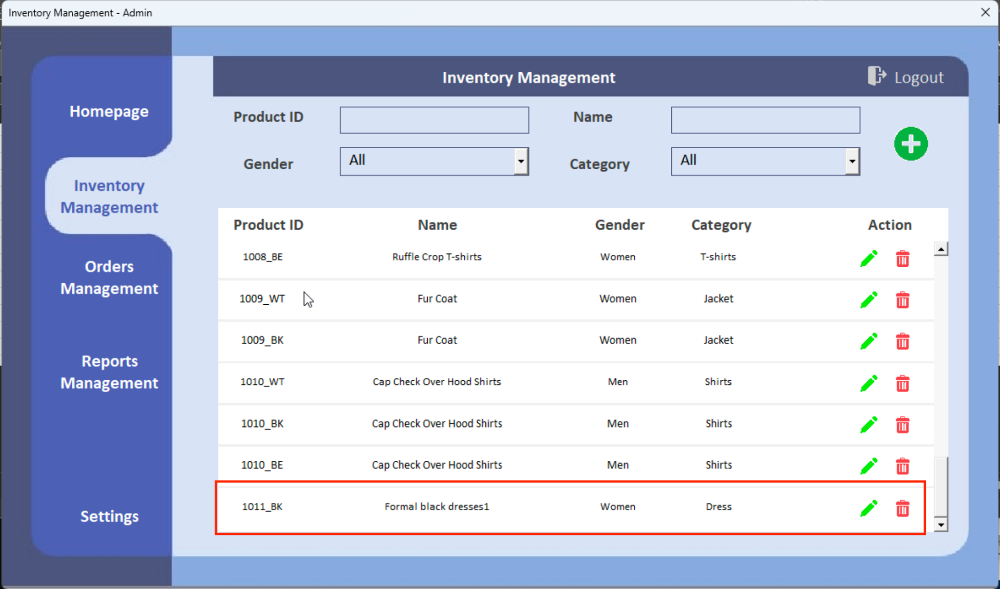 Inventory Management - Admin
Inventory Management
Logout
Homepage
Inventory
Management
Orders
Management
Reports
Management
Settings
Product ID
Name
Gender All
Category All
Product ID Name Gender Category Action
1008_BE Ruffle Crop T-shirts Women T-shirts
1009_WT Fur Coat Women Jacket
1009_BK Fur Coat Women Jacket
1010_WT Cap Check Over Hood Shirts Men Shirts
1010_BK Cap Check Over Hood Shirts Men Shirts
1010_BE Cap Check Over Hood Shirts Men Shirts
1011_BK Formal black dresses1 Women Dress